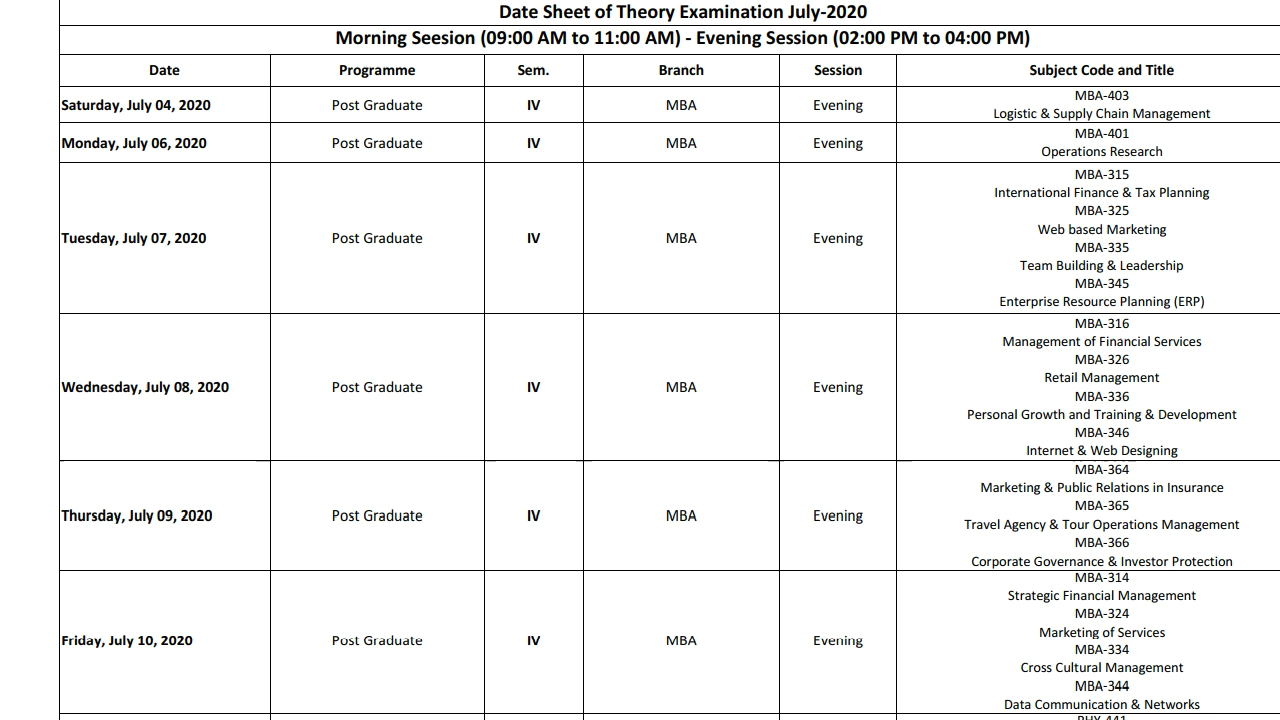 Date Sheet of Theory Examination July-2020
Morning Seesion (09:00 AM to 11:00 AM) - Evening Session (02:00 PM to 04:00 PM)
Date Programme Sem. Branch Session Subject Code and Title
Saturday, July 04, 2020 Post Graduate IV MBA Evening MBA-403
Logistic & Supply Chain Management
Monday, July 06, 2020 Post Graduate IV MBA Evening MBA-401
Operations Research
Tuesday, July 07, 2020 Post Graduate IV MBA Evening MBA-315
International Finance & Tax Planning
MBA-325
Web based Marketing
MBA-335
Team Building & Leadership
MBA-345
Enterprise Resource Planning (ERP)
Wednesday, July 08, 2020 Post Graduate IV MBA Evening MBA-316
Management of Financial Services
MBA-326
Retail Management
MBA-336
Personal Growth and Training & Development
MBA-346
Internet & Web Designing
Thursday, July 09, 2020 Post Graduate IV MBA Evening MBA-364
Marketing & Public Relations in Insurance
MBA-365
Travel Agency & Tour Operations Management
MBA-366
Corporate Governance & Investor Protection
Friday, July 10, 2020 Post Graduate IV MBA Evening MBA-314
Strategic Financial Management
MBA-324
Marketing of Services
MBA-334
Cross Cultural Management
MBA-344
Data Communication & Networks